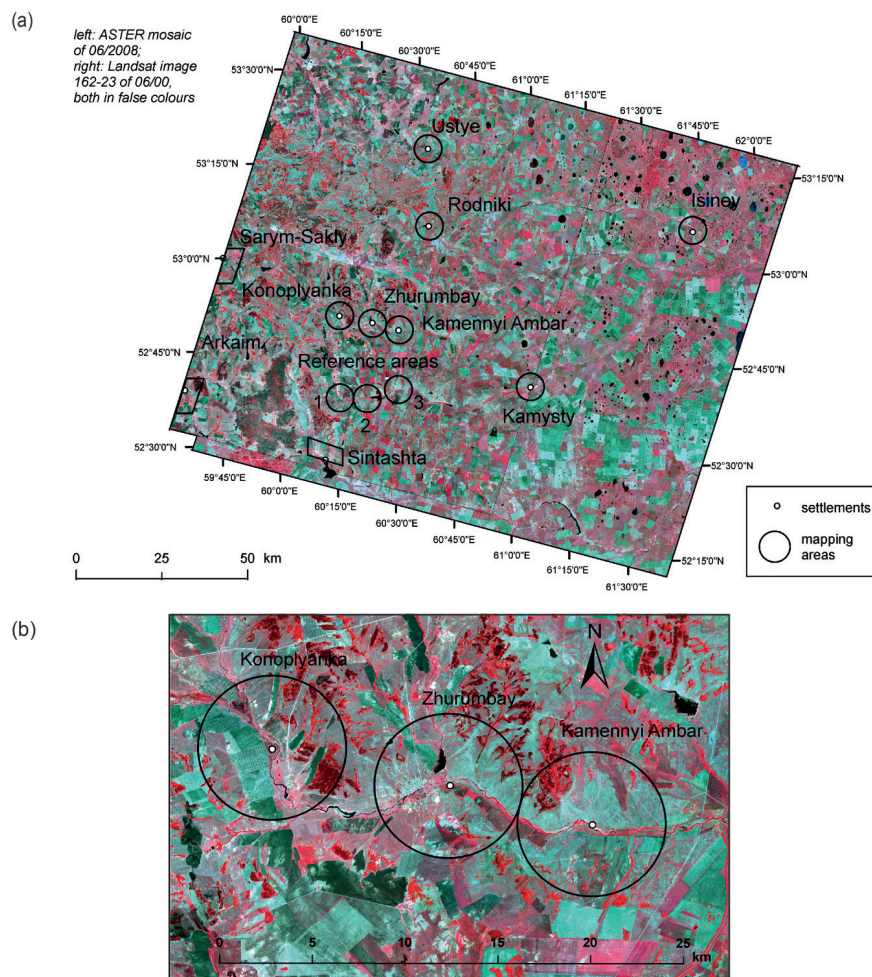 (a)
left: ASTER mosaic
of 06/2008;
right: Landsat image
162-23 of 06/00,
both in false colours
60°0'0"E
60°15'0"E
60°30'0"E
60°45'0"E
61°0'0"E
61°15'0"E
61°30'0"E
61°45'0"E
62°0'0"E
53°30'0"N
53°15'0"N
53°0'0"N
52°45'0"N
52°30'0"N
53°15'0"N
53°0'0"N
52°45'0"N
52°30'0"N
52°15'0"N
Ustye
Rodniki
Isiney
Sarym-Sakly
Konoplyanka
Zhurumbay
Kamennyi Ambar
Arkaim
Reference areas
1
2
3
Kamysty
Sintashta
59°45'0"E
60°0'0"E
60°15'0"E
60°30'0"E
60°45'0"E
61°0'0"E
61°15'0"E
61°30'0"E
0 25 50 km
settlements
mapping
areas
(b)
N
Konoplyanka
Zhurumbay
Kamennyi Ambar
0 5 10 15 20 25
km